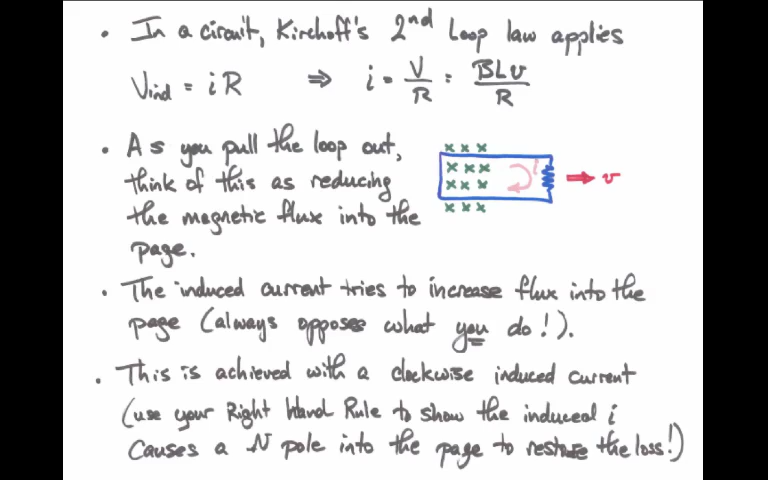 • In a circuit, Kirchoff's 2nd Loop law applies
Vind = iR ⇒ i = V/R = BLv/R
• As you pull the loop out,
think of this as reducing
the magnetic flux into the
page.
× × ×
× × ×
× × ×
× × ×
i
v
• The induced current tries to increase flux into the
page (always opposes what you do!).
• This is achieved with a clockwise induced current
(use your Right Hand Rule to show the induced i
causes a N pole into the page to restore the loss!)